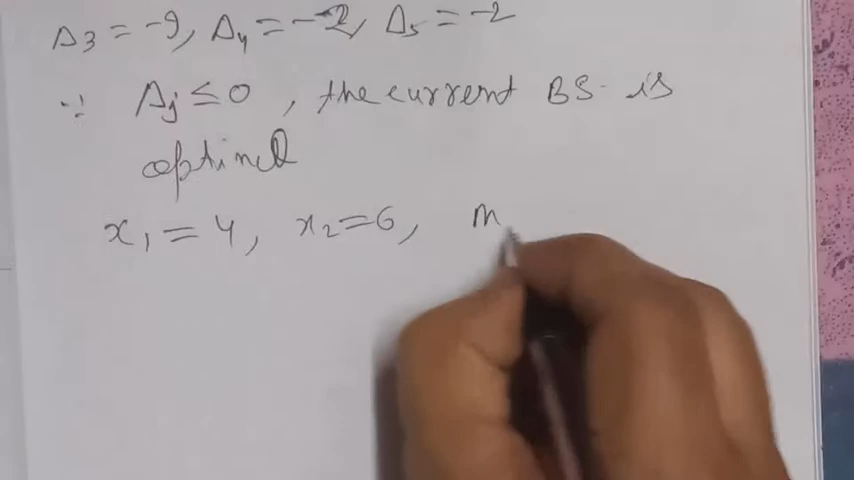 Δ3 = -9, Δ4 = -2, Δ5 = -2
∵ Δj ≤ 0, the current BS is
optimal
x1 = 4, x2 = 6, m